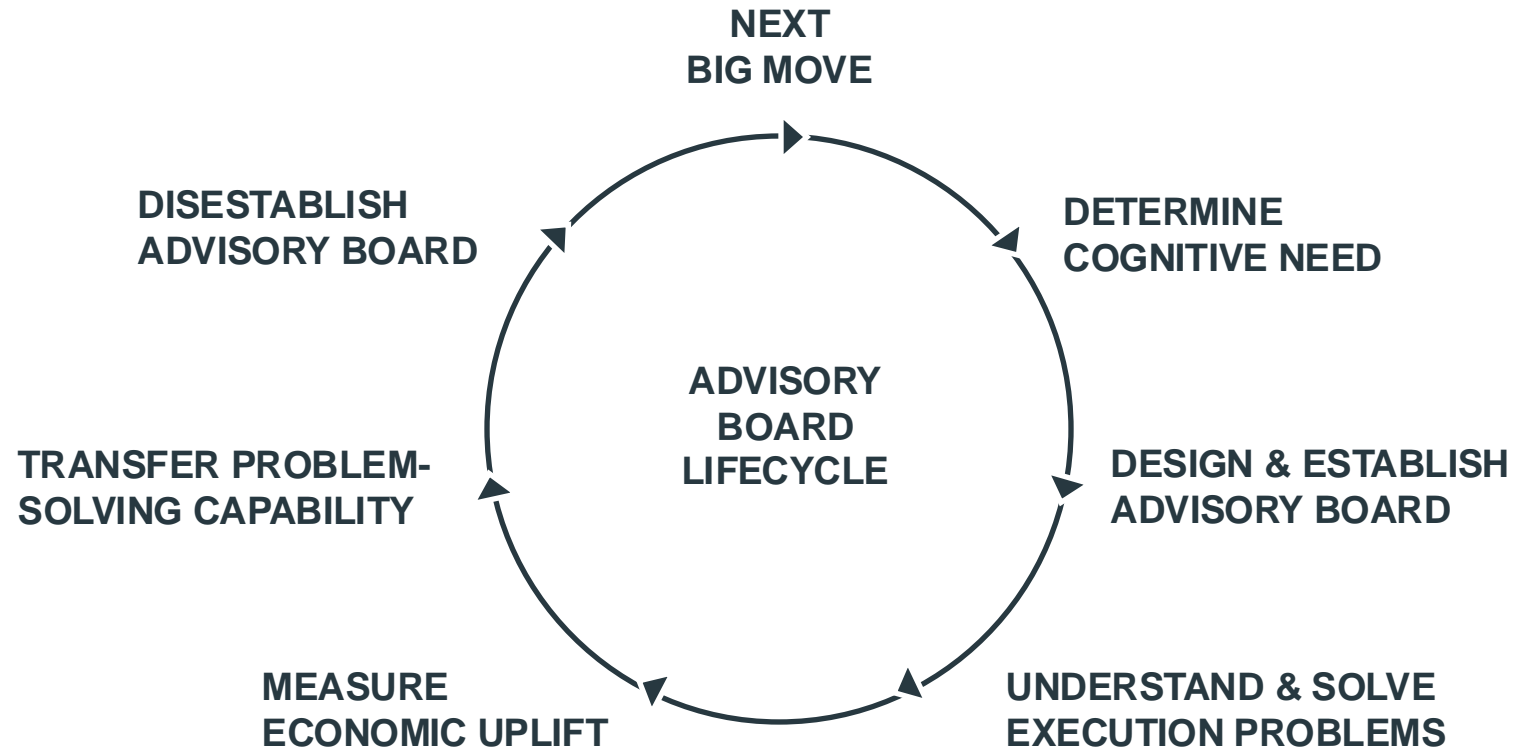 NEXT
BIG MOVE
DETERMINE
COGNITIVE NEED
DESIGN & ESTABLISH
ADVISORY BOARD
UNDERSTAND & SOLVE
EXECUTION PROBLEMS
MEASURE
ECONOMIC UPLIFT
TRANSFER PROBLEM-
SOLVING CAPABILITY
DISESTABLISH
ADVISORY BOARD
ADVISORY
BOARD
LIFECYCLE